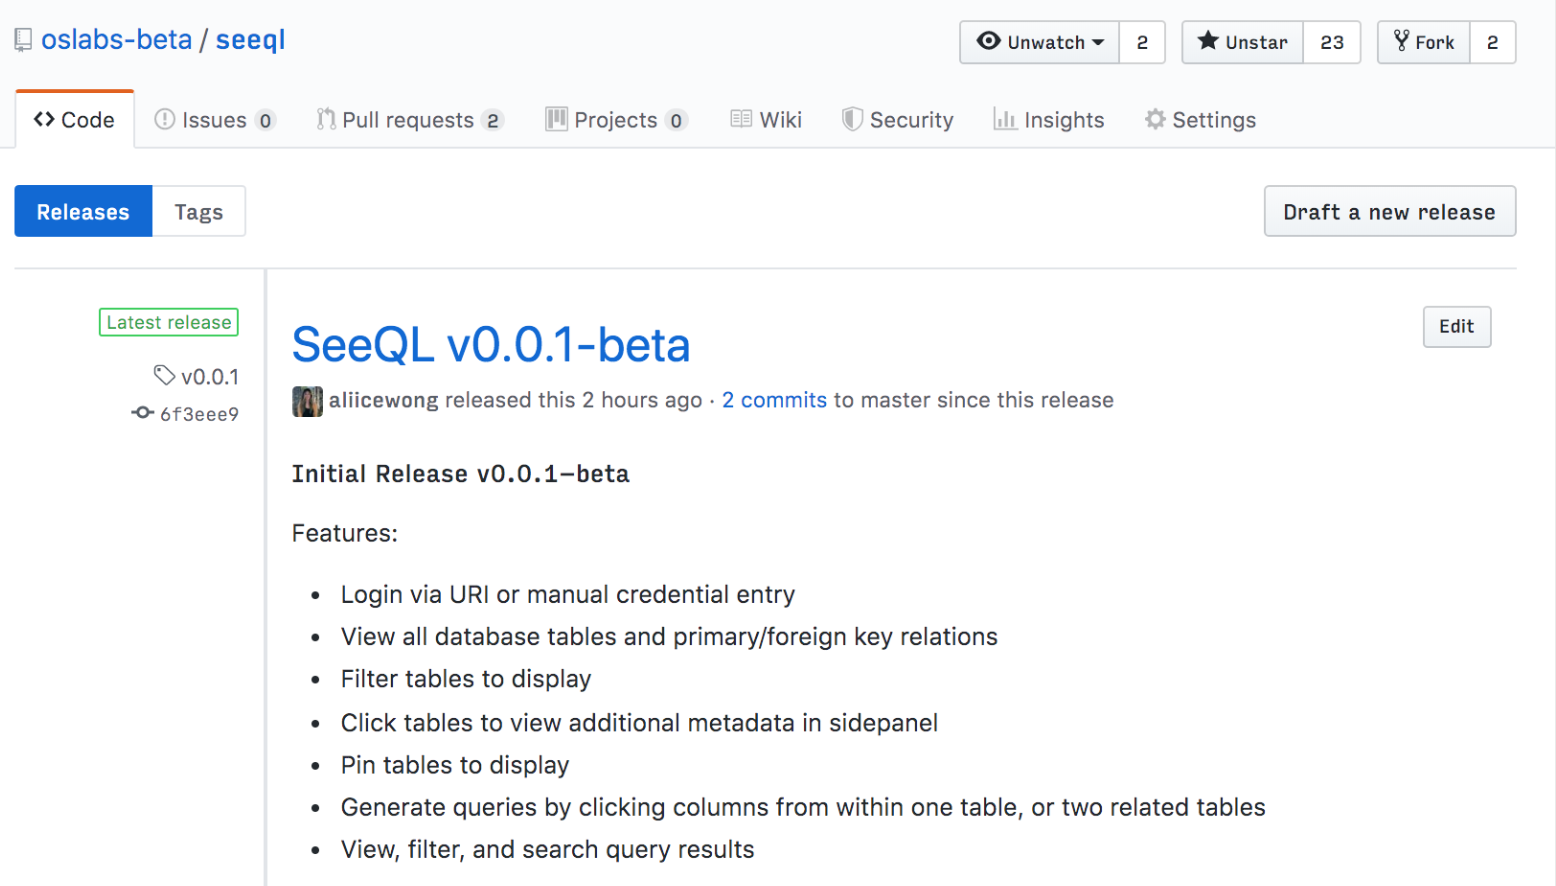 oslabs-beta / seeql
Unwatch 2
Unstar 23
Fork 2
Code
Issues 0
Pull requests 2
Projects 0
Wiki
Security
Insights
Settings
Releases
Tags
Draft a new release
Latest release
v0.0.1
6f3eee9
SeeQL v0.0.1-beta
Edit
aliicewong released this 2 hours ago · 2 commits to master since this release
Initial Release v0.0.1–beta
Features:
• Login via URI or manual credential entry
• View all database tables and primary/foreign key relations
• Filter tables to display
• Click tables to view additional metadata in sidepanel
• Pin tables to display
• Generate queries by clicking columns from within one table, or two related tables
• View, filter, and search query results